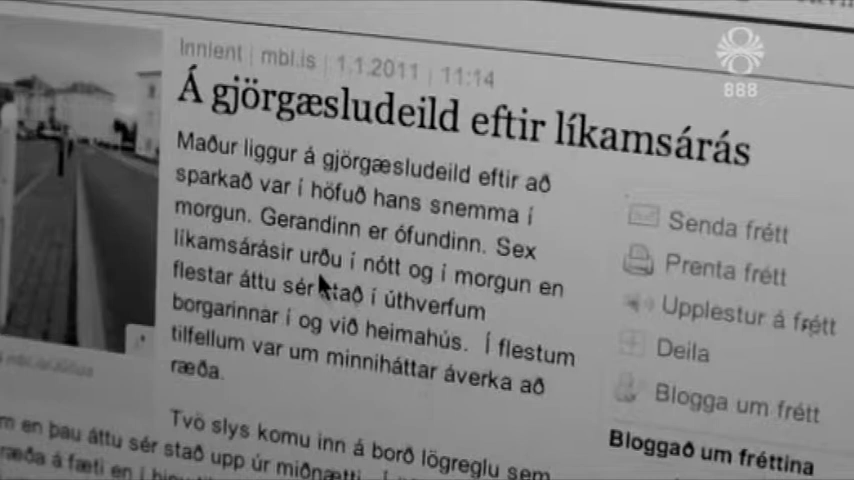 888
Innlent | mbl.is | 1.1.2011 | 11:14
Á gjörgæsludeild eftir líkamsárás
Maður liggur á gjörgæsludeild eftir að
sparkað var í höfuð hans snemma í
morgun. Gerandinn er ófundinn. Sex
líkamsárásir urðu í nótt og í morgun en
flestar áttu sér stað í úthverfum
borgarinnar í og við heimahús. Í flestum
tilfellum var um minniháttar áverka að
ræða.
Tvö slys komu inn á borð lögreglu sem
en þau áttu sér stað upp úr miðnætti.
ræða á fæti en í
Senda frétt
Prenta frétt
Upplestur á frétt
Deila
Blogga um frétt
Bloggað um fréttina